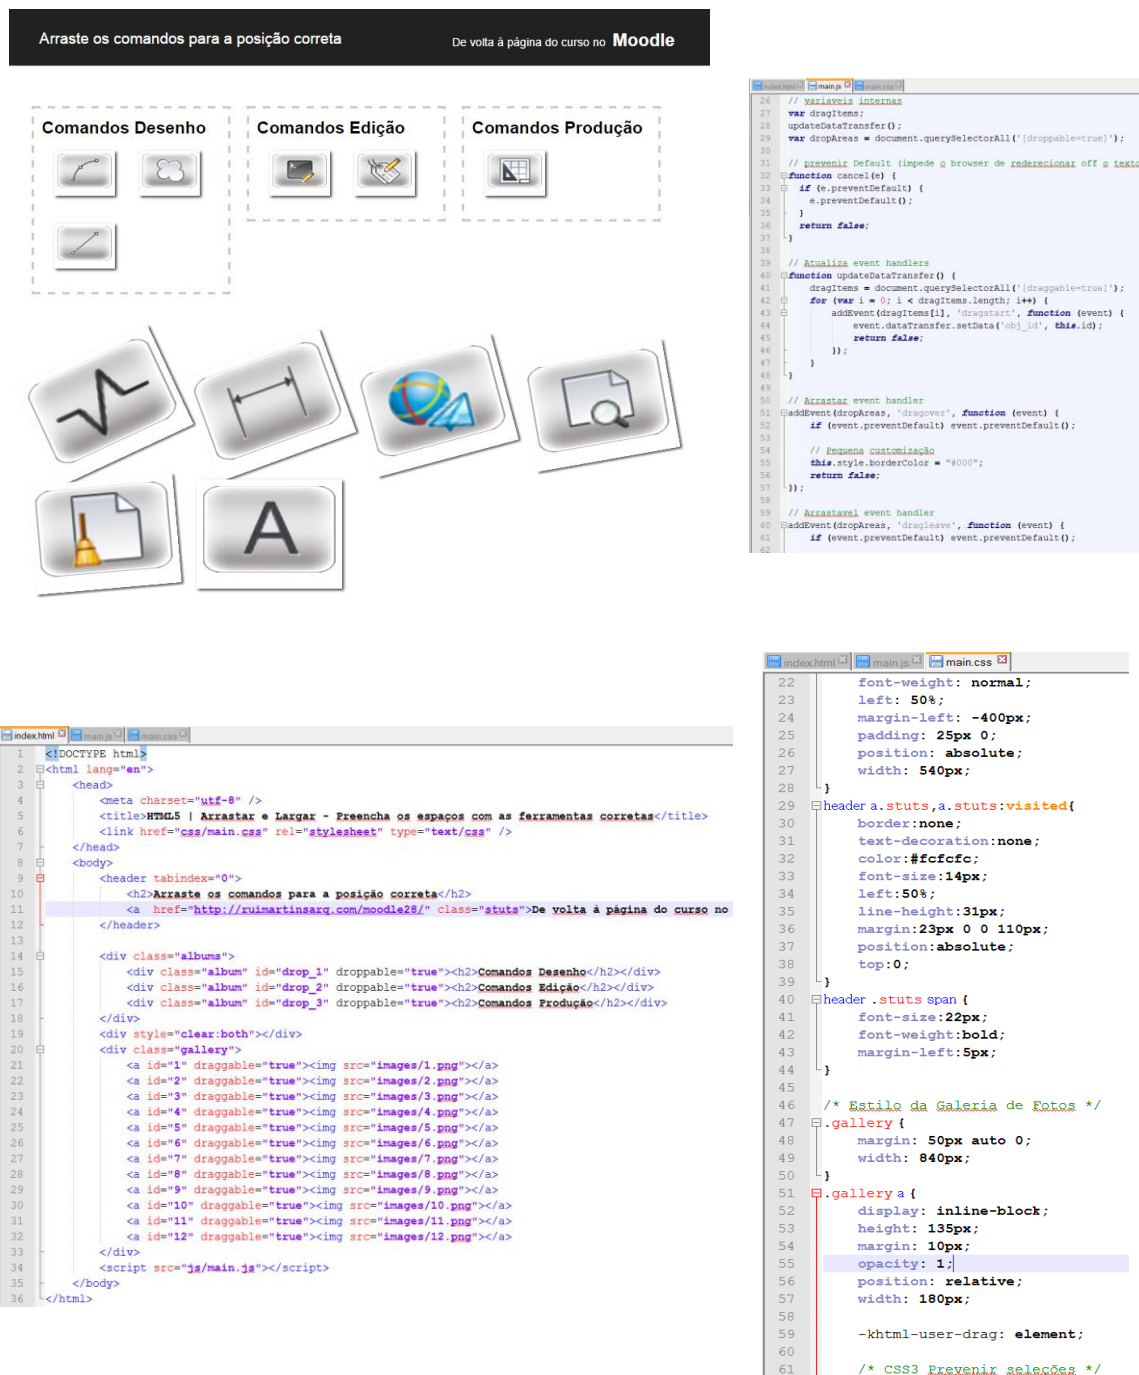 Arraste os comandos para a posição correta
De volta à página do curso no Moodle
Comandos Desenho
Comandos Edição
Comandos Produção
A
index.html main.js main.css
26 // variaveis internas
27 var dragItems;
28 updateDataTransfer();
29 var dropAreas = document.querySelectorAll('[droppable=true]');
30
31 // prevenir Default (impede o browser de rederecionar off o texto
32 function cancel(e) {
33 if (e.preventDefault) {
34 e.preventDefault();
35 }
36 return false;
37 }
38
39 // Atualiza event handlers
40 function updateDataTransfer() {
41 dragItems = document.querySelectorAll('[draggable=true]');
42 for (var i = 0; i < dragItems.length; i++) {
43 addEvent(dragItems[i], 'dragstart', function (event) {
44 event.dataTransfer.setData('obj_id', this.id);
45 return false;
46 });
47 }
48 }
49
50 // Arrastar event handler
51 addEvent(dropAreas, 'dragover', function (event) {
52 if (event.preventDefault) event.preventDefault();
53
54 // Pequena customização
55 this.style.borderColor = "#000";
56 return false;
57 });
58
59 // Arrastavel event handler
60 addEvent(dropAreas, 'dragleave', function (event) {
61 if (event.preventDefault) event.preventDefault();
62
index.html main.js main.css
1 <!DOCTYPE html>
2 <html lang="en">
3 <head>
4 <meta charset="utf-8" />
5 <title>HTML5 | Arrastar e Largar - Preencha os espaços com as ferramentas corretas</title>
6 <link href="css/main.css" rel="stylesheet" type="text/css" />
7 </head>
8 <body>
9 <header tabindex="0">
10 <h2>Arraste os comandos para a posição correta</h2>
11 <a href="http://ruimartinsarq.com/moodle28/" class="stuts">De volta à página do curso no
12 </header>
13
14 <div class="albums">
15 <div class="album" id="drop_1" droppable="true"><h2>Comandos Desenho</h2></div>
16 <div class="album" id="drop_2" droppable="true"><h2>Comandos Edição</h2></div>
17 <div class="album" id="drop_3" droppable="true"><h2>Comandos Produção</h2></div>
18 </div>
19 <div style="clear:both"></div>
20 <div class="gallery">
21 <a id="1" draggable="true"><img src="images/1.png"></a>
22 <a id="2" draggable="true"><img src="images/2.png"></a>
23 <a id="3" draggable="true"><img src="images/3.png"></a>
24 <a id="4" draggable="true"><img src="images/4.png"></a>
25 <a id="5" draggable="true"><img src="images/5.png"></a>
26 <a id="6" draggable="true"><img src="images/6.png"></a>
27 <a id="7" draggable="true"><img src="images/7.png"></a>
28 <a id="8" draggable="true"><img src="images/8.png"></a>
29 <a id="9" draggable="true"><img src="images/9.png"></a>
30 <a id="10" draggable="true"><img src="images/10.png"></a>
31 <a id="11" draggable="true"><img src="images/11.png"></a>
32 <a id="12" draggable="true"><img src="images/12.png"></a>
33 </div>
34 <script src="js/main.js"></script>
35 </body>
36 </html>
index.html main.js main.css
22 font-weight: normal;
23 left: 50%;
24 margin-left: -400px;
25 padding: 25px 0;
26 position: absolute;
27 width: 540px;
28 }
29 header a.stuts,a.stuts:visited{
30 border:none;
31 text-decoration:none;
32 color:#fcfcfc;
33 font-size:14px;
34 left:50%;
35 line-height:31px;
36 margin:23px 0 0 110px;
37 position:absolute;
38 top:0;
39 }
40 header .stuts span {
41 font-size:22px;
42 font-weight:bold;
43 margin-left:5px;
44 }
45
46 /* Estilo da Galeria de Fotos */
47 .gallery {
48 margin: 50px auto 0;
49 width: 840px;
50 }
51 .gallery a {
52 display: inline-block;
53 height: 135px;
54 margin: 10px;
55 opacity: 1;
56 position: relative;
57 width: 180px;
58
59 -khtml-user-drag: element;
60
61 /* CSS3 Prevenir seleções */